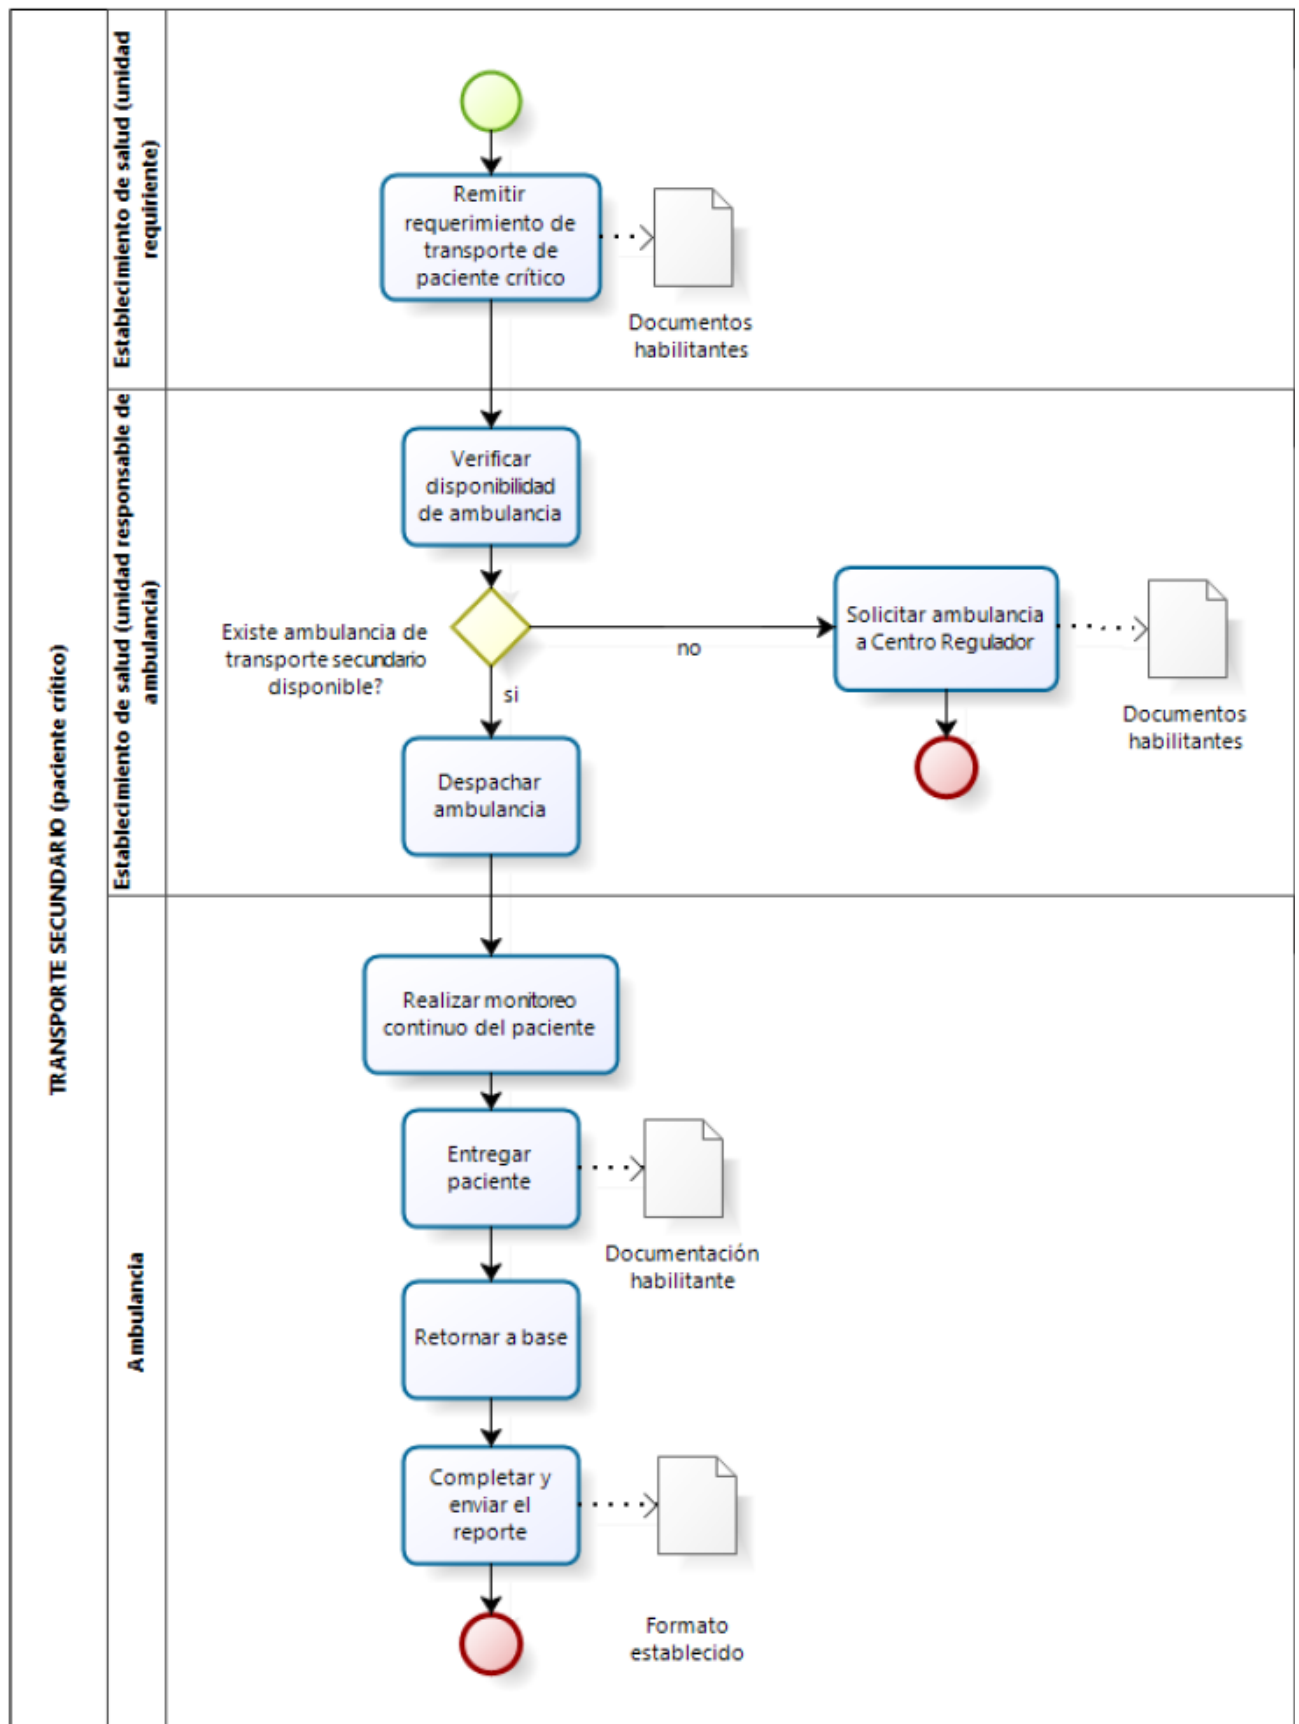 TRANSPORTE SECUNDARIO (paciente crítico)
Establecimiento de salud (unidad
requiriente)
Remitir
requerimiento de
transporte de
paciente crítico
Documentos
habilitantes
Establecimiento de salud (unidad responsable de
ambulancia)
Verificar
disponibilidad
de ambulancia
Existe ambulancia de
transporte secundario
disponible?
no
si
Solicitar ambulancia
a Centro Regulador
Documentos
habilitantes
Despachar
ambulancia
Ambulancia
Realizar monitoreo
continuo del paciente
Entregar
paciente
Documentación
habilitante
Retornar a base
Completar y
enviar el
reporte
Formato
establecido